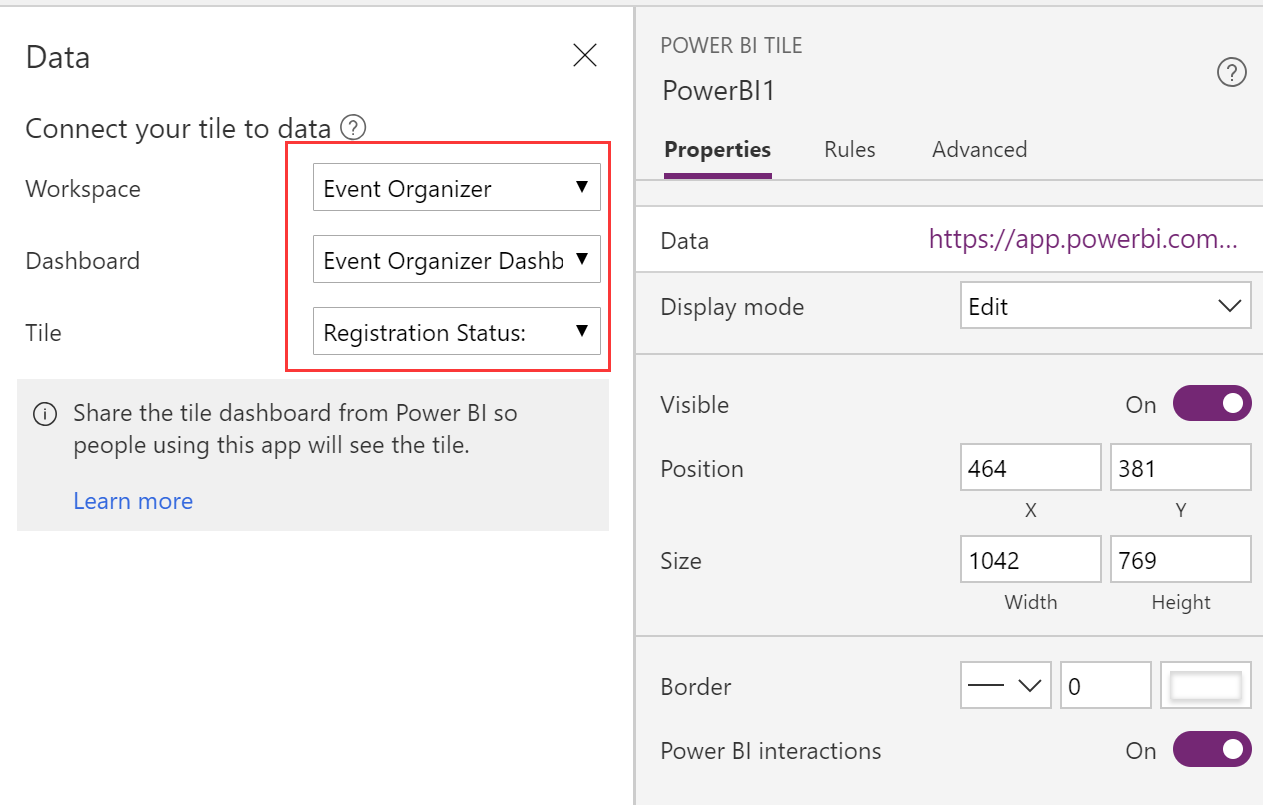 Data
Connect your tile to data ?
Workspace
Event Organizer
Dashboard
Event Organizer Dashb
Tile
Registration Status:
Share the tile dashboard from Power BI so
people using this app will see the tile.
Learn more
POWER BI TILE
PowerBI1
?
Properties Rules Advanced
Data https://app.powerbi.com...
Display mode Edit
Visible On
Position 464 381
X Y
Size 1042 769
Width Height
Border 0
Power BI interactions On